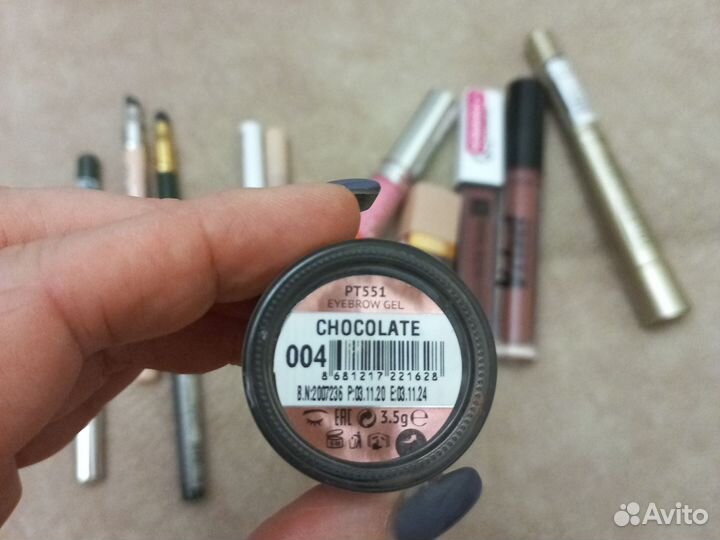 PT551
EYEBROW GEL
CHOCOLATE
004
8 681217 221628
B.N:2007236 P:03.11.20 E:03.11.24
EAC 3.5g e
Avito